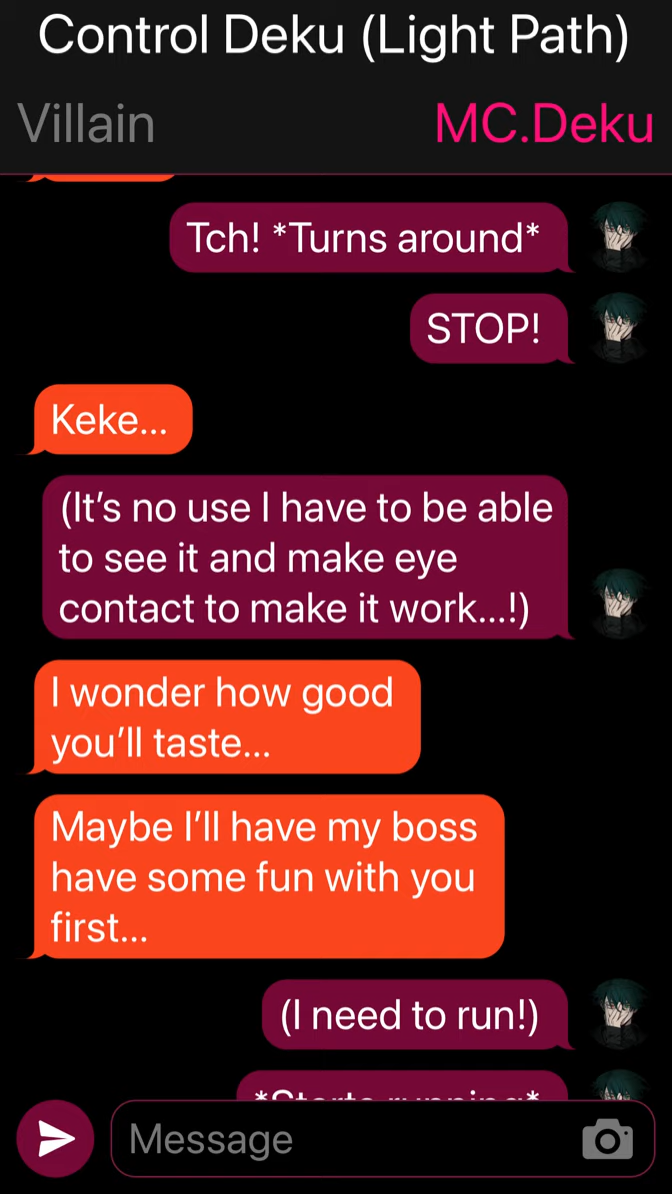 Control Deku (Light Path)
Villain MC.Deku
Tch! *Turns around*
STOP!
Keke...
(It's no use I have to be able
to see it and make eye
contact to make it work...!)
I wonder how good
you'll taste...
Maybe I'll have my boss
have some fun with you
first...
(I need to run!)
*Starts running*
Message